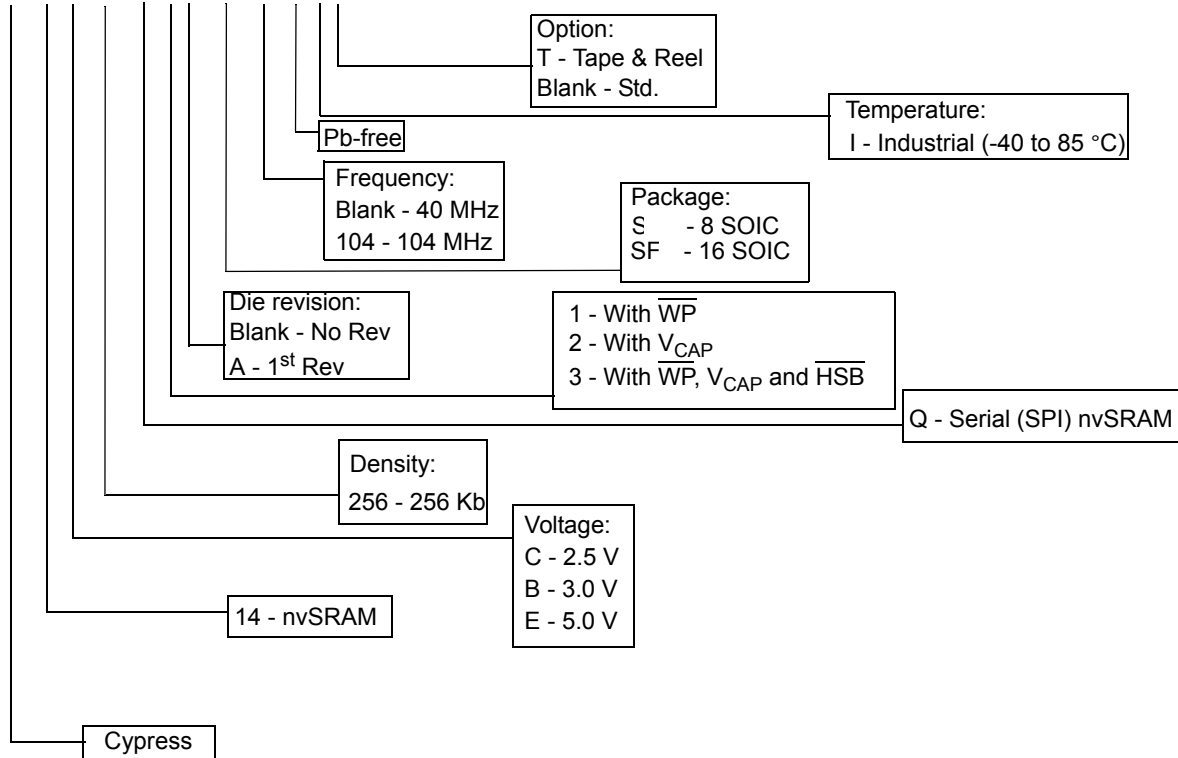 Option:
T - Tape & Reel
Blank - Std.
Temperature:
I - Industrial (-40 to 85 °C)
Pb-free
Frequency:
Blank - 40 MHz
104 - 104 MHz
Package:
S - 8 SOIC
SF - 16 SOIC
Die revision:
Blank - No Rev
A - 1st Rev
1 - With W̅P̅
2 - With VCAP
3 - With W̅P̅, VCAP and H̅S̅B̅
Q - Serial (SPI) nvSRAM
Density:
256 - 256 Kb
Voltage:
C - 2.5 V
B - 3.0 V
E - 5.0 V
14 - nvSRAM
Cypress